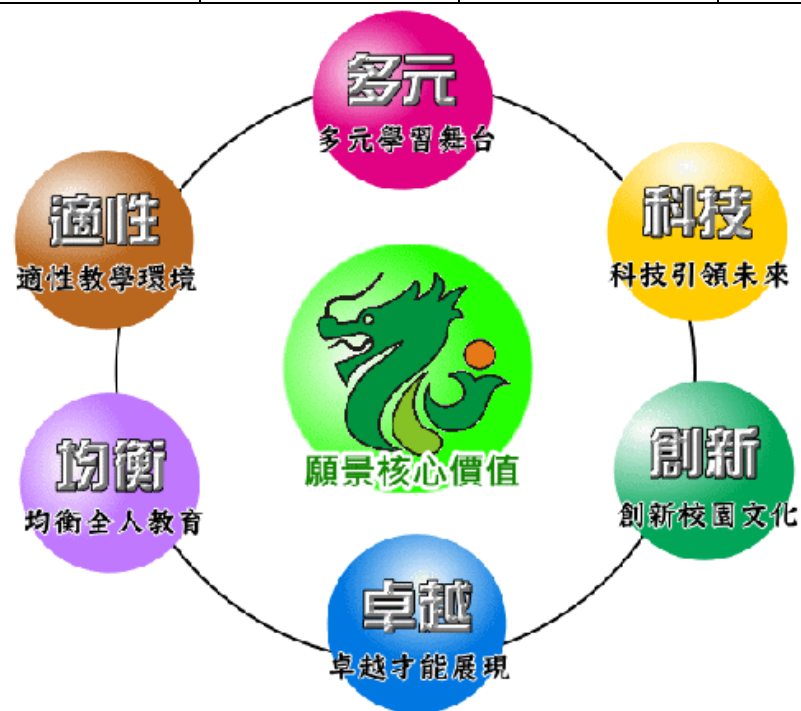 多元
多元學習舞台
科技
科技引領未來
創新
創新校園文化
卓越
卓越才能展現
均衡
均衡全人教育
適性
適性教學環境
願景核心價值